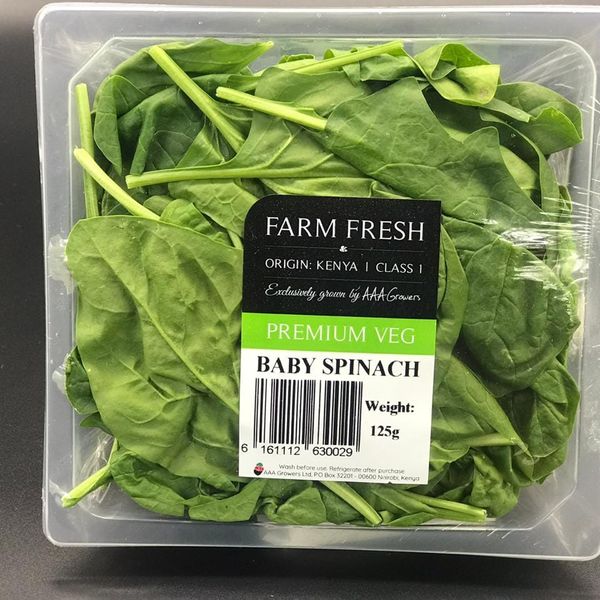 FARM FRESH
&
ORIGIN: KENYA | CLASS I
Exclusively grown by AAA Growers
PREMIUM VEG
BABY SPINACH
Weight:
125g
6 161112 630029
Wash before use. Refrigerate after purchase
AAA Growers Ltd, P.O. Box 32201 - 00600 Nairobi, Kenya